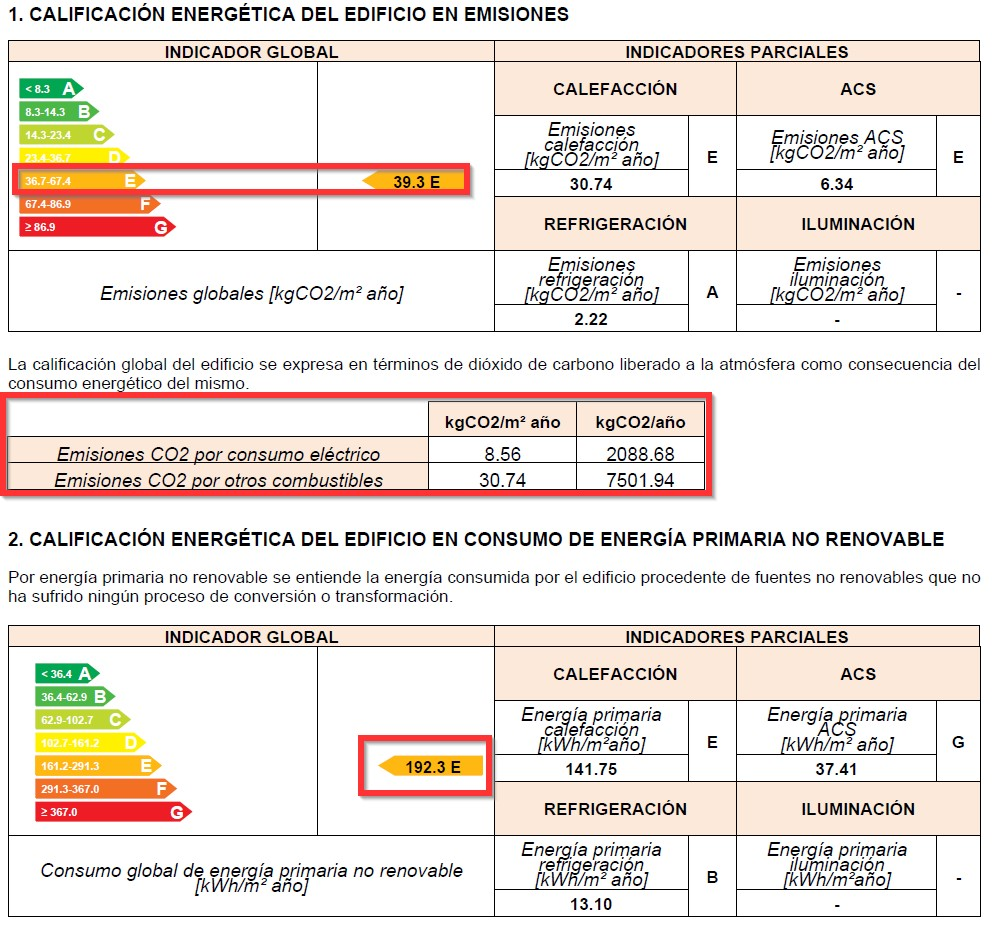 1. CALIFICACIÓN ENERGÉTICA DEL EDIFICIO EN EMISIONES
INDICADOR GLOBAL
INDICADORES PARCIALES
< 8.3 A
8.3-14.3 B
14.3-23.4 C
23.4-36.7 D
36.7-67.4 E
67.4-86.9 F
≥ 86.9 G
39.3 E
CALEFACCIÓN
ACS
Emisiones
calefacción
[kgCO2/m² año]
E
30.74
Emisiones ACS
[kgCO2/m² año]
E
6.34
REFRIGERACIÓN
ILUMINACIÓN
Emisiones globales [kgCO2/m² año]
Emisiones
refrigeración
[kgCO2/m² año]
A
2.22
Emisiones
iluminación
[kgCO2/m² año]
-
-
La calificación global del edificio se expresa en términos de dióxido de carbono liberado a la atmósfera como consecuencia del
consumo energético del mismo.
kgCO2/m² año kgCO2/año
Emisiones CO2 por consumo eléctrico 8.56 2088.68
Emisiones CO2 por otros combustibles 30.74 7501.94
2. CALIFICACIÓN ENERGÉTICA DEL EDIFICIO EN CONSUMO DE ENERGÍA PRIMARIA NO RENOVABLE
Por energía primaria no renovable se entiende la energía consumida por el edificio procedente de fuentes no renovables que no
ha sufrido ningún proceso de conversión o transformación.
INDICADOR GLOBAL
INDICADORES PARCIALES
< 36.4 A
36.4-62.9 B
62.9-102.7 C
102.7-161.2 D
161.2-291.3 E
291.3-367.0 F
≥ 367.0 G
192.3 E
CALEFACCIÓN
ACS
Energía primaria
calefacción
[kWh/m²año]
E
141.75
Energía primaria
ACS
[kWh/m² año]
G
37.41
REFRIGERACIÓN
ILUMINACIÓN
Consumo global de energía primaria no renovable
[kWh/m² año]
Energía primaria
refrigeración
[kWh/m² año]
B
13.10
Energía primaria
iluminación
[kWh/m²año]
-
-